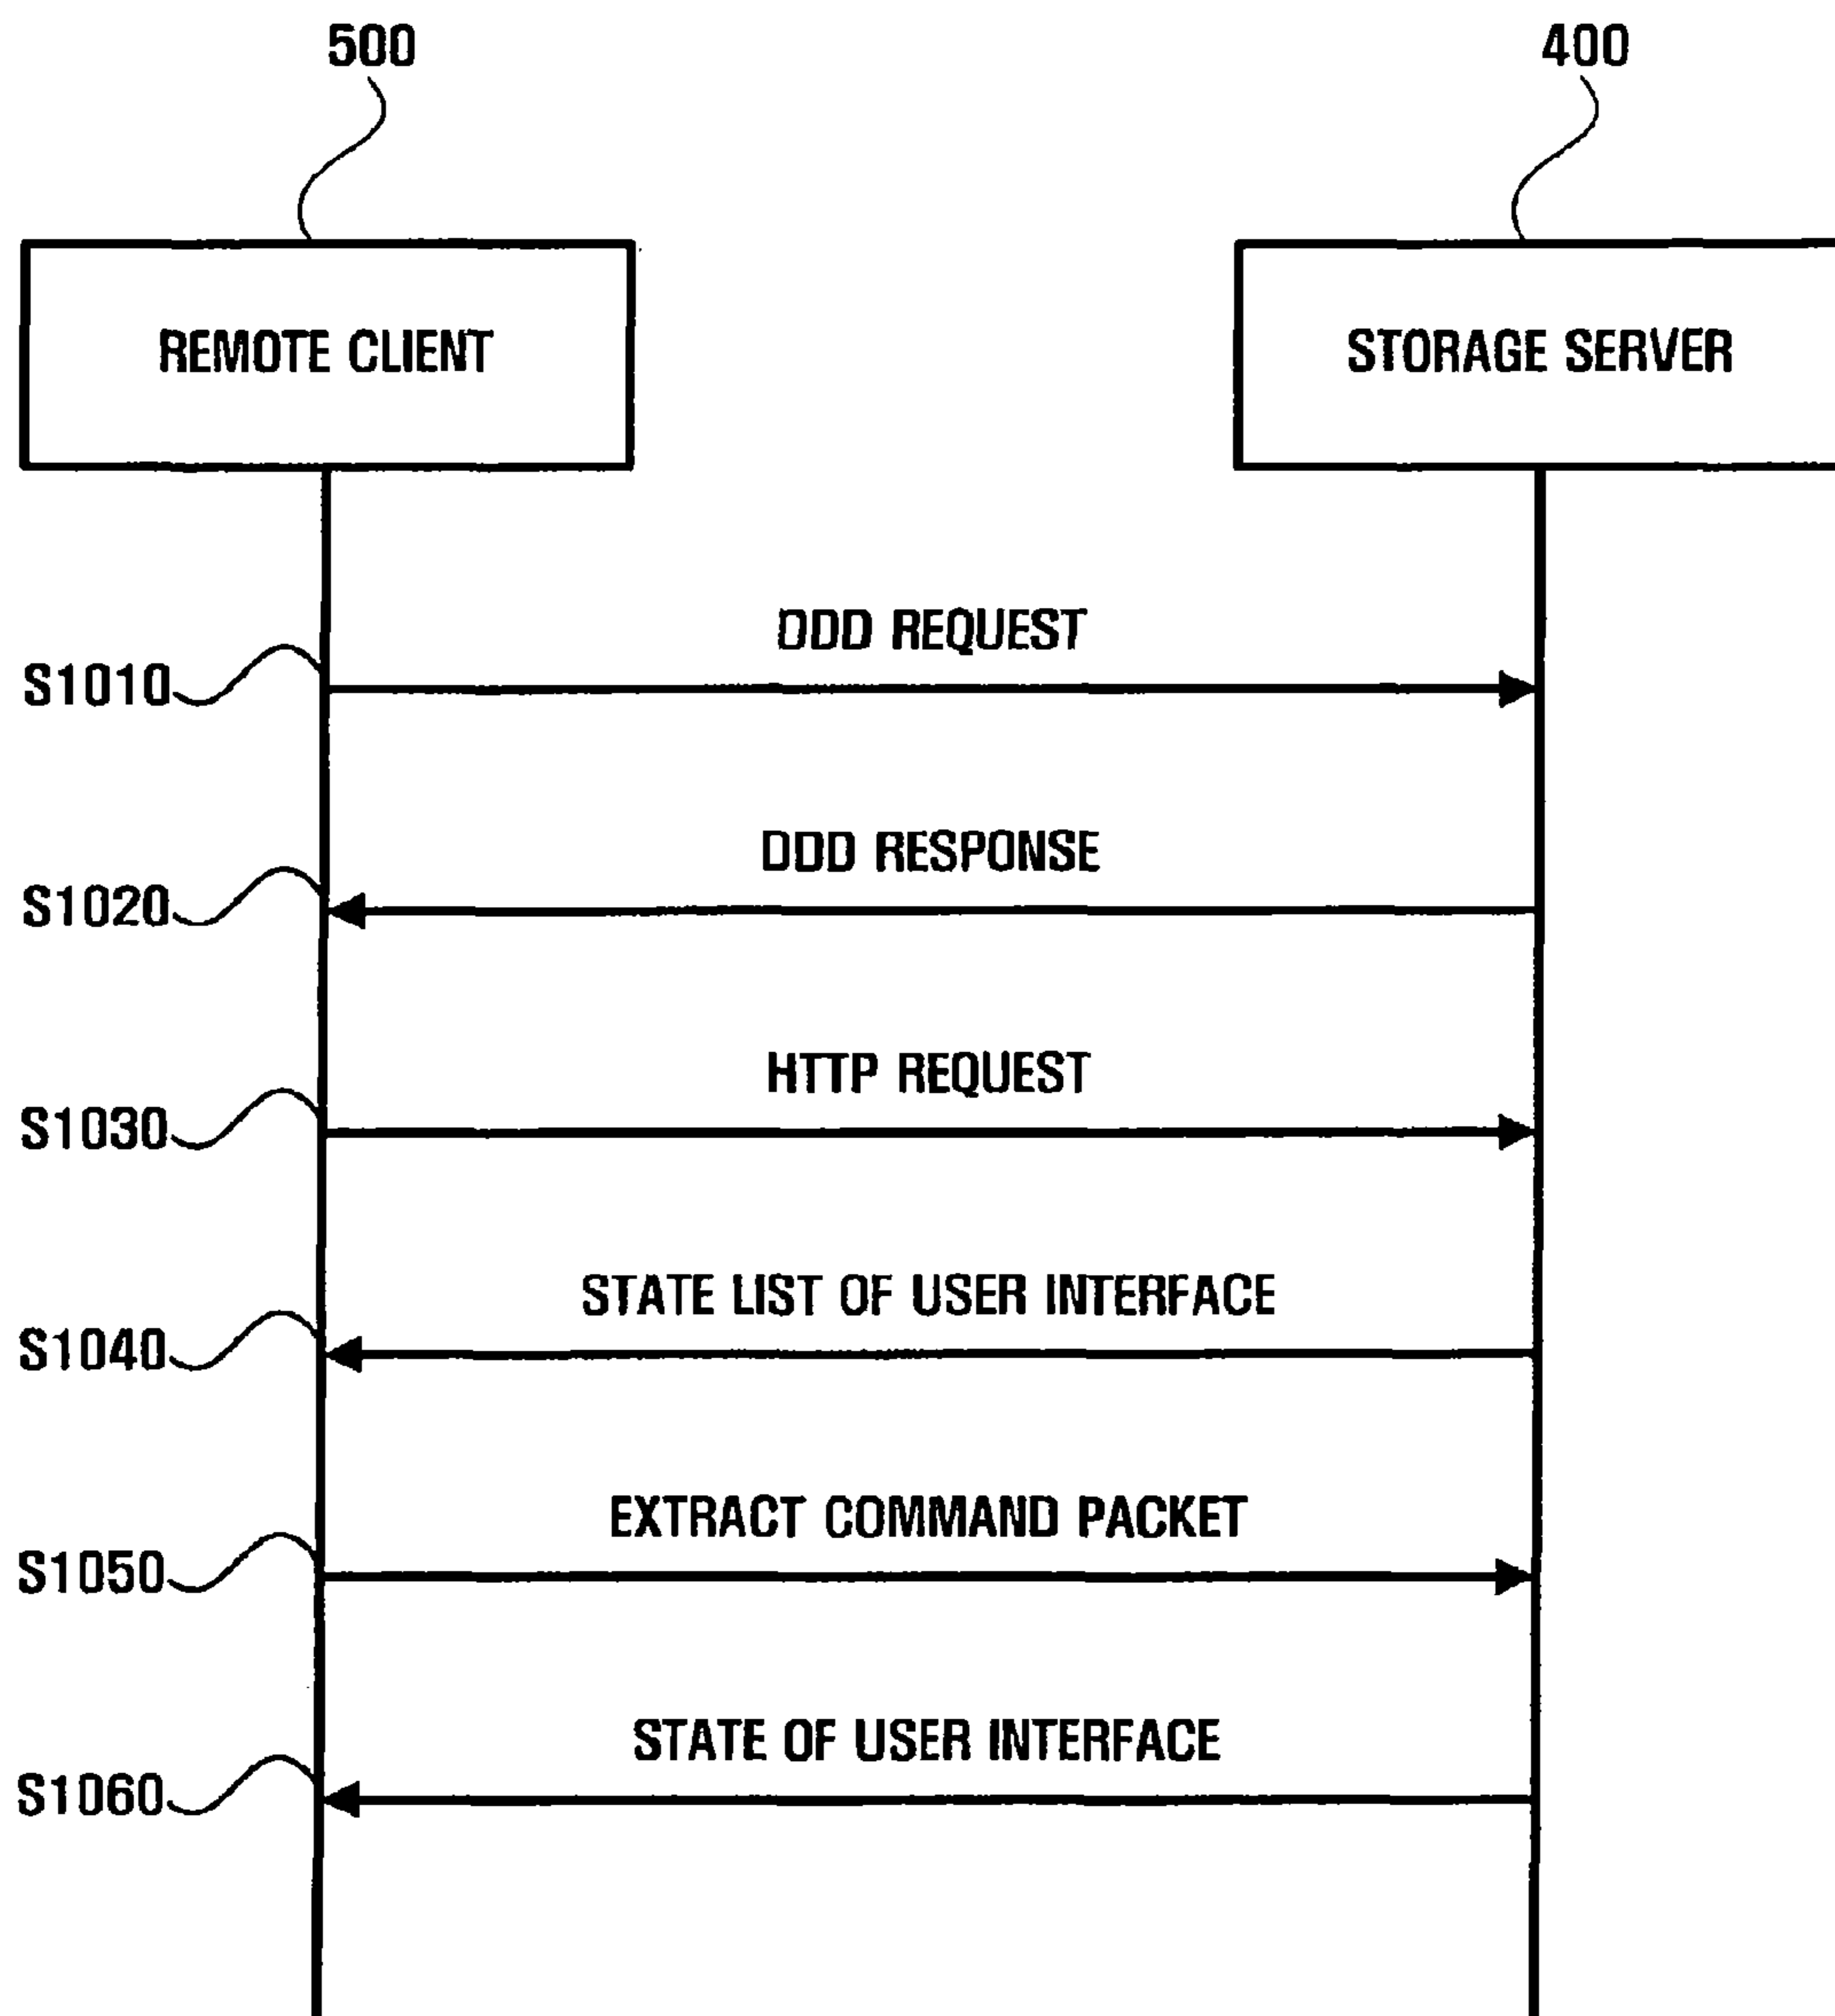 500
400
REMOTE CLIENT
STORAGE SERVER
DDD REQUEST
S1010
DDD RESPONSE
S1020
HTTP REQUEST
S1030
STATE LIST OF USER INTERFACE
S1040
EXTRACT COMMAND PACKET
S1050
STATE OF USER INTERFACE
S1060